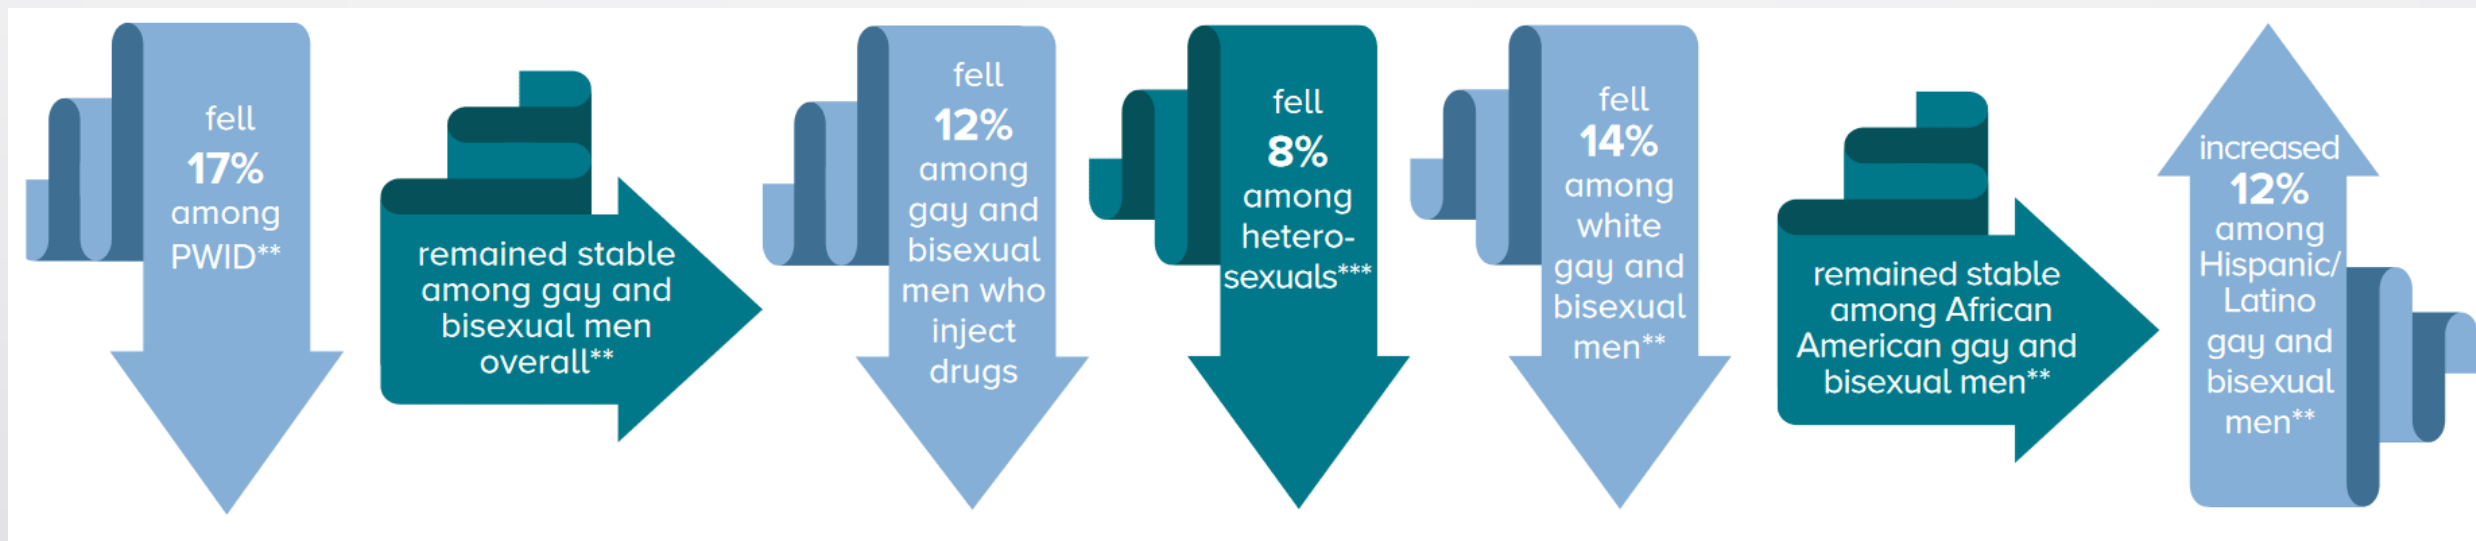 fell
17%
among
PWID**
remained stable
among gay and
bisexual men
overall**
fell
12%
among
gay and
bisexual
men who
inject
drugs
fell
8%
among
hetero-
sexuals***
fell
14%
among
white
gay and
bisexual
men**
remained stable
among African
American gay and
bisexual men**
increased
12%
among
Hispanic/
Latino
gay and
bisexual
men**